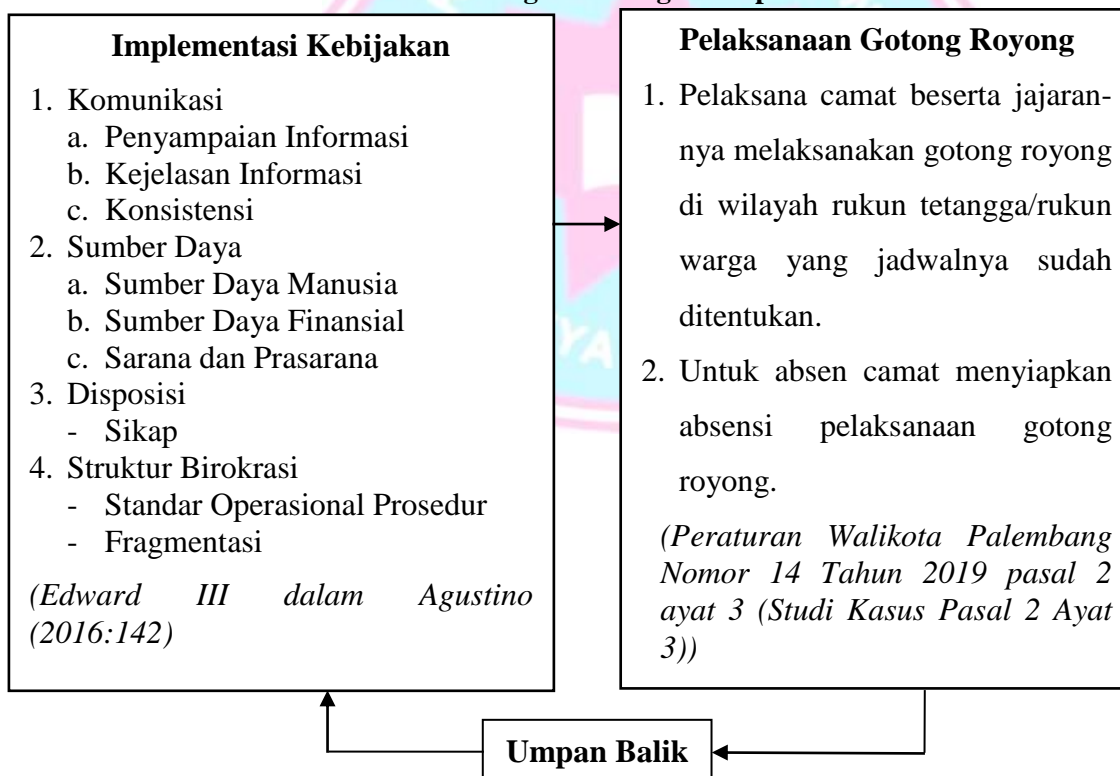 Implementasi Kebijakan
1. Komunikasi
a. Penyampaian Informasi
b. Kejelasan Informasi
c. Konsistensi
2. Sumber Daya
a. Sumber Daya Manusia
b. Sumber Daya Finansial
c. Sarana dan Prasarana
3. Disposisi
- Sikap
4. Struktur Birokrasi
- Standar Operasional Prosedur
- Fragmentasi
(Edward III dalam Agustino
(2016:142)
Pelaksanaan Gotong Royong
1. Pelaksana camat beserta jajaran-
nya melaksanakan gotong royong
di wilayah rukun tetangga/rukun
warga yang jadwalnya sudah
ditentukan.
2. Untuk absen camat menyiapkan
absensi pelaksanaan gotong
royong.
(Peraturan Walikota Palembang
Nomor 14 Tahun 2019 pasal 2
ayat 3 (Studi Kasus Pasal 2 Ayat
3))
Umpan Balik